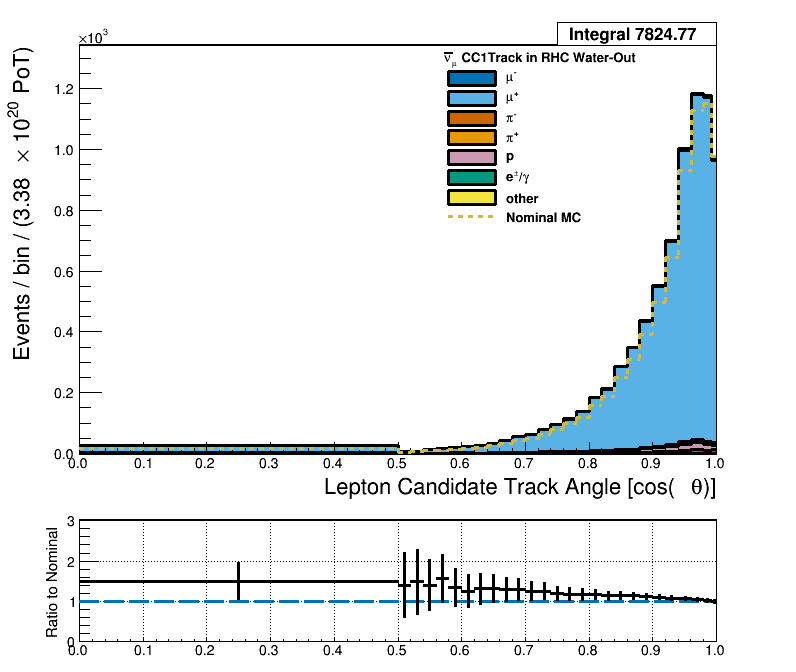 Integral 7824.77
×10³
ν̅μ CC1Track in RHC Water-Out
μ⁻
μ⁺
π⁻
π⁺
p
e±/γ
other
Nominal MC
Events / bin / (3.38 × 10²⁰ PoT)
1.2
1.0
0.8
0.6
0.4
0.2
0.0
0.0 0.1 0.2 0.3 0.4 0.5 0.6 0.7 0.8 0.9 1.0
Lepton Candidate Track Angle [cos( θ)]
Ratio to Nominal
3
2
1
0
0.0 0.1 0.2 0.3 0.4 0.5 0.6 0.7 0.8 0.9 1.0